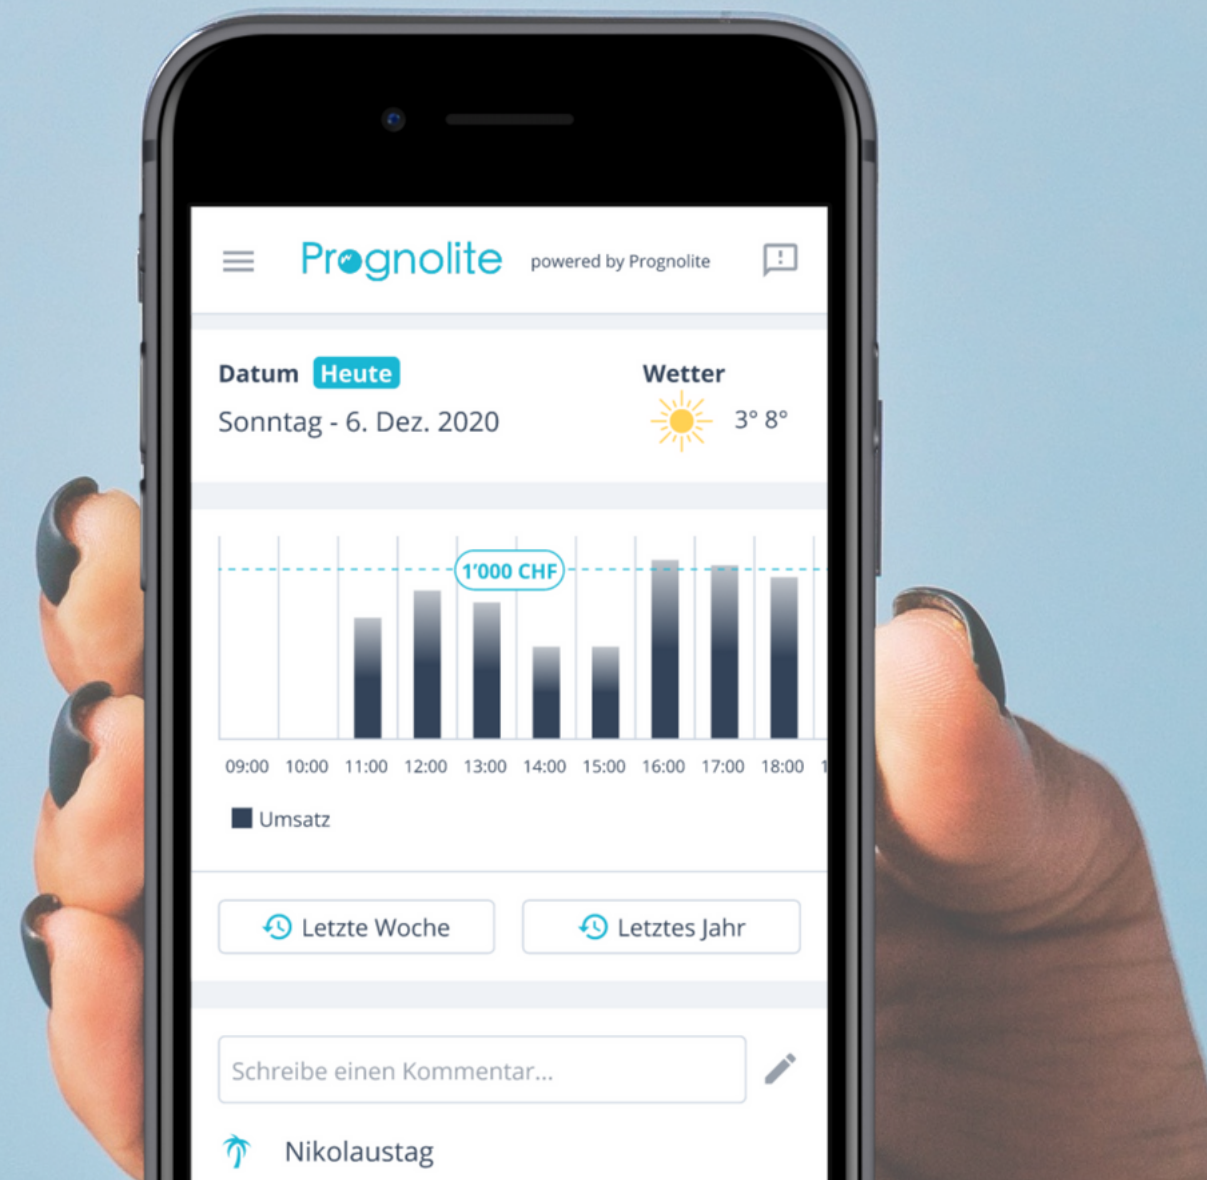 Prognolite powered by Prognolite
Datum Heute Wetter
Sonntag - 6. Dez. 2020 3° 8°
1'000 CHF
09:00 10:00 11:00 12:00 13:00 14:00 15:00 16:00 17:00 18:00 1
Umsatz
Letzte Woche Letztes Jahr
Schreibe einen Kommentar...
Nikolaustag